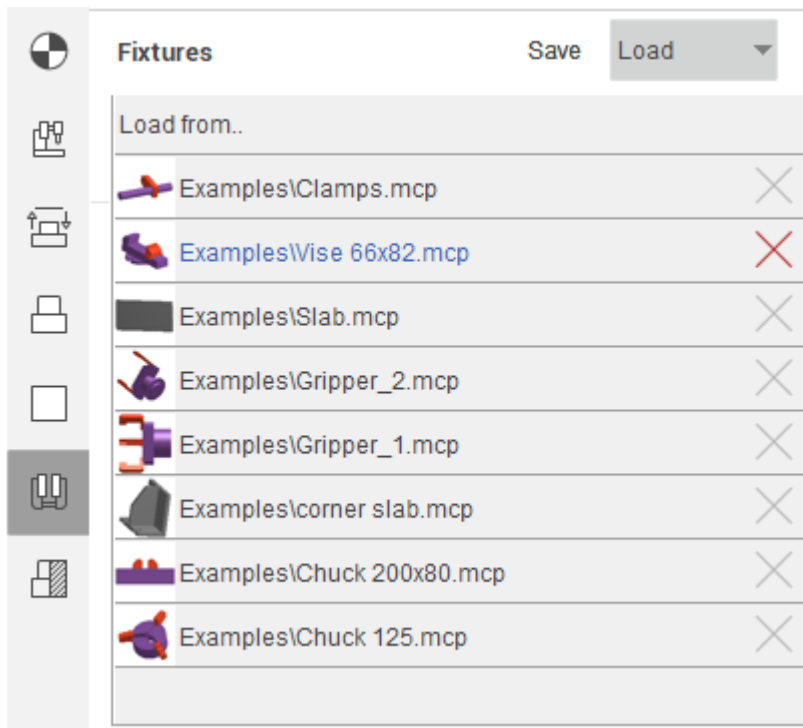 Fixtures Save Load
Load from..
Examples\Clamps.mcp
Examples\Vise 66x82.mcp
Examples\Slab.mcp
Examples\Gripper_2.mcp
Examples\Gripper_1.mcp
Examples\corner slab.mcp
Examples\Chuck 200x80.mcp
Examples\Chuck 125.mcp